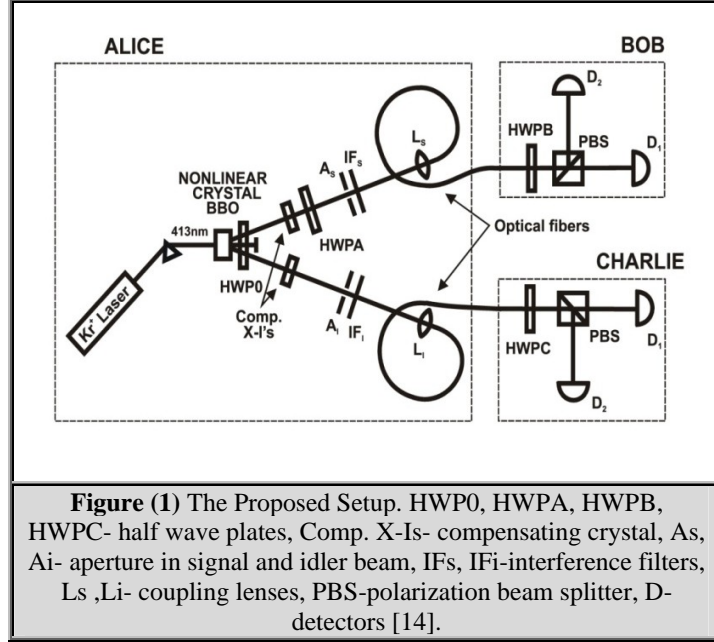 ALICE
BOB
D2
HWPB
PBS
D1
LS
AS
IFS
NONLINEAR
CRYSTAL
BBO
413nm
HWPA
Optical fibers
HWP0
Comp.
X-I's
Kr+ Laser
CHARLIE
AI
IFI
LI
HWPC
PBS
D1
D2
Figure (1) The Proposed Setup. HWP0, HWPA, HWPB,
HWPC- half wave plates, Comp. X-Is- compensating crystal, As,
Ai- aperture in signal and idler beam, IFs, IFi-interference filters,
Ls ,Li- coupling lenses, PBS-polarization beam splitter, D-
detectors [14].